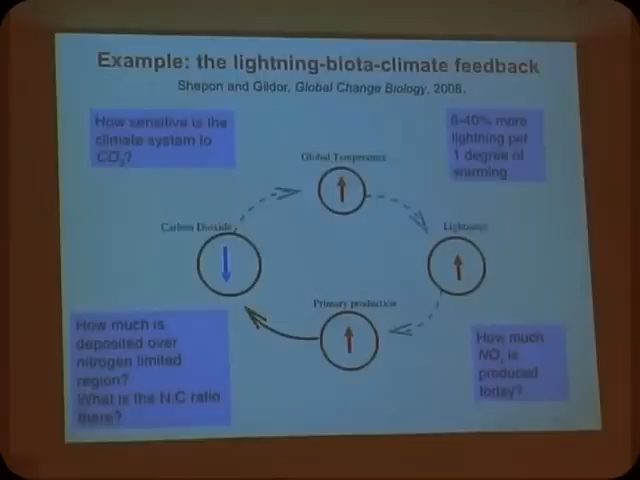 Example: the lightning-biota-climate feedback
Shepon and Gildor, Global Change Biology, 2008.
How sensitive is the
climate system to
CO2?
6-40% more
lightning per
1 degree of
warming
Global Temperature
Carbon Dioxide
Lightning
Primary production
How much is
deposited over
nitrogen limited
region?
What is the N:C ratio
there?
How much
NOx is
produced
today?